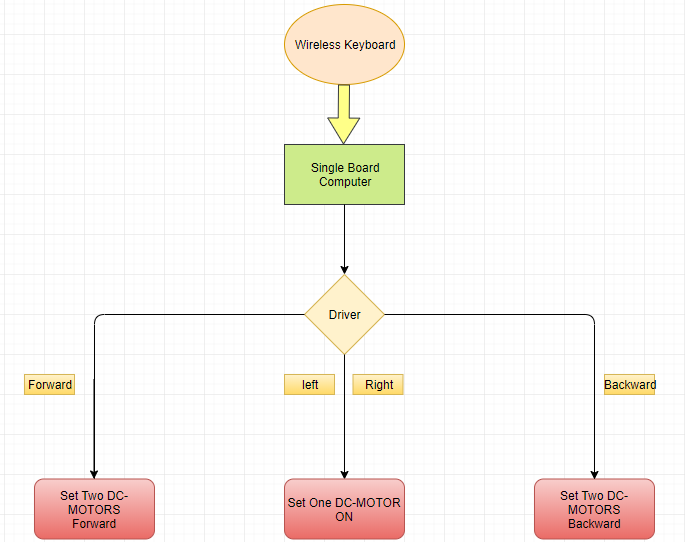 Wireless Keyboard
Single Board
Computer
Driver
Forward
left
Right
Backward
Set Two DC-
MOTORS
Forward
Set One DC-MOTOR
ON
Set Two DC-
MOTORS
Backward